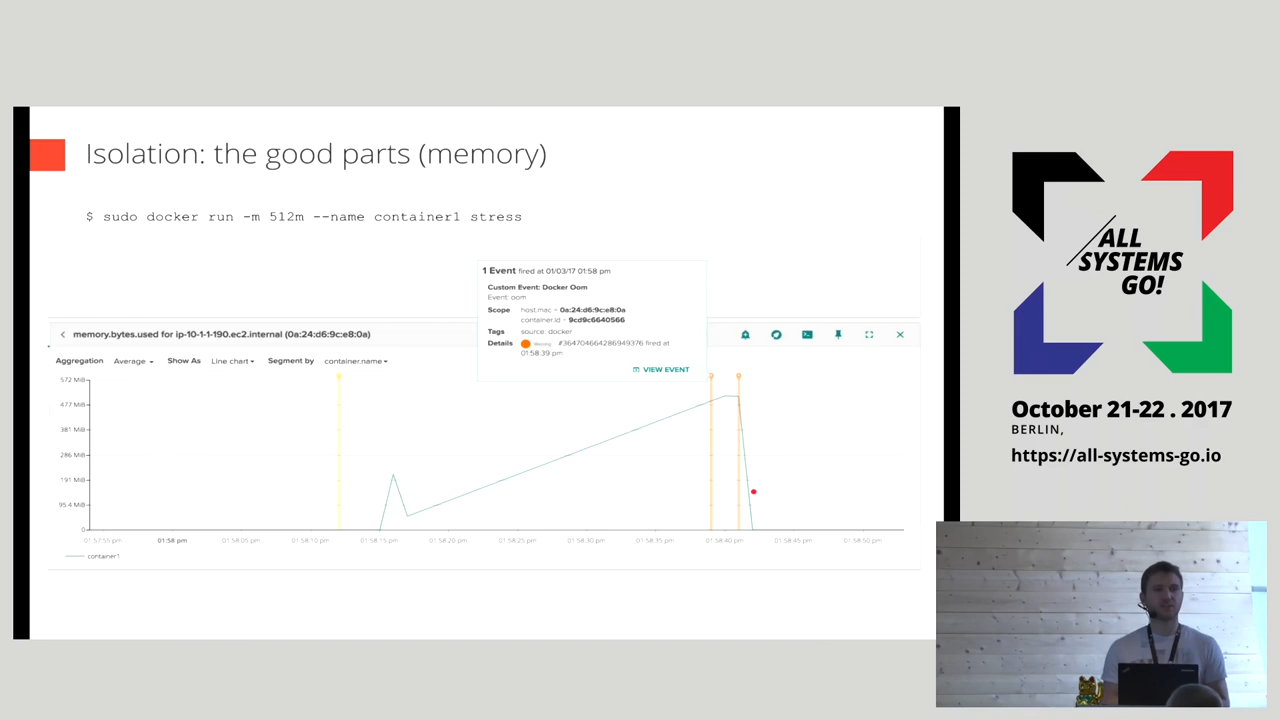 Isolation: the good parts (memory)
$ sudo docker run -m 512m --name container1 stress
1 Event fired at 01/03/17 01:58 pm
Custom Event: Docker Oom
Event: oom
Scope host.mac = 0a:24:d6:9c:e8:0a
container.id = 9cd9c6640566
Tags source: docker
Details Warning #364704664286949376 fired at
01:58:39 pm
VIEW EVENT
memory.bytes.used for ip-10-1-1-190.ec2.internal (0a:24:d6:9c:e8:0a)
Aggregation Average Show As Line chart Segment by container.name
572 MiB
477 MiB
381 MiB
286 MiB
191 MiB
95.4 MiB
0
01:57:55 pm 01:58 pm 01:58:05 pm 01:58:10 pm 01:58:15 pm 01:58:20 pm 01:58:25 pm 01:58:30 pm 01:58:35 pm 01:58:40 pm 01:58:45 pm 01:58:50 pm
container1
/ALL
SYSTEMS
GO!
October 21-22 . 2017
BERLIN,
https://all-systems-go.io